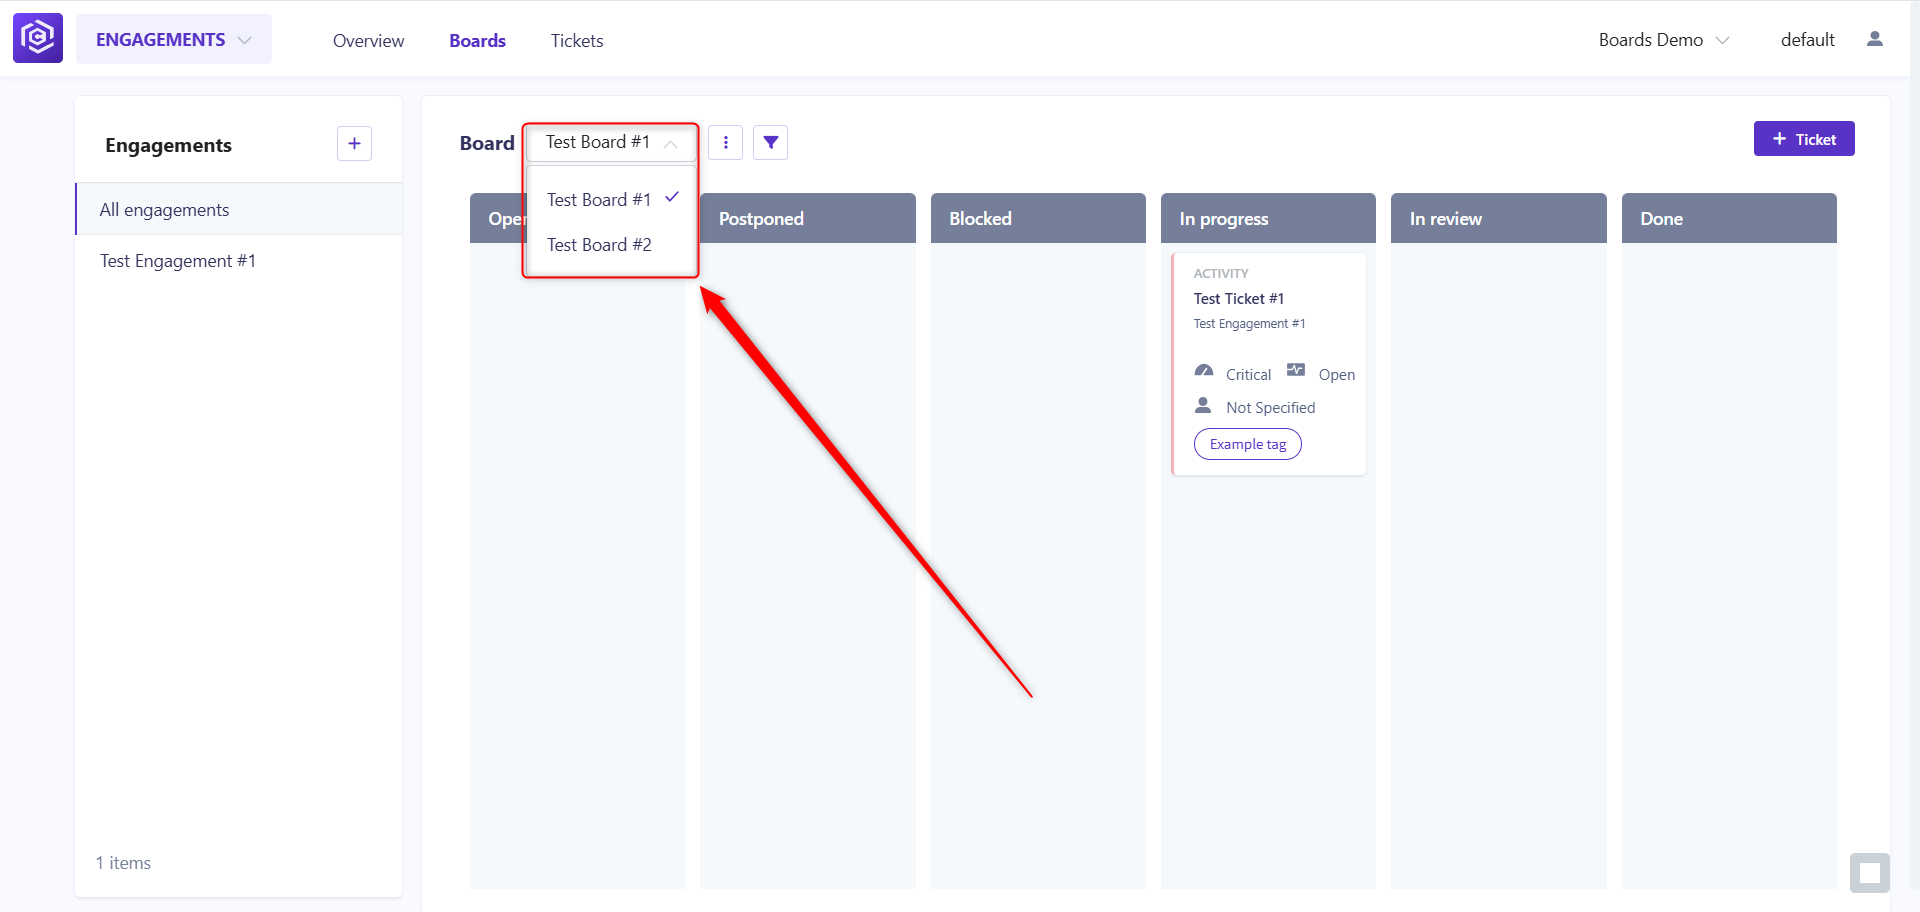 ENGAGEMENTS
Overview
Boards
Tickets
Boards Demo
default
Engagements
+
All engagements
Test Engagement #1
1 items
Board
Test Board #1
Test Board #1
Test Board #2
+ Ticket
Oper
Postponed
Blocked
In progress
In review
Done
ACTIVITY
Test Ticket #1
Test Engagement #1
Critical
Open
Not Specified
Example tag